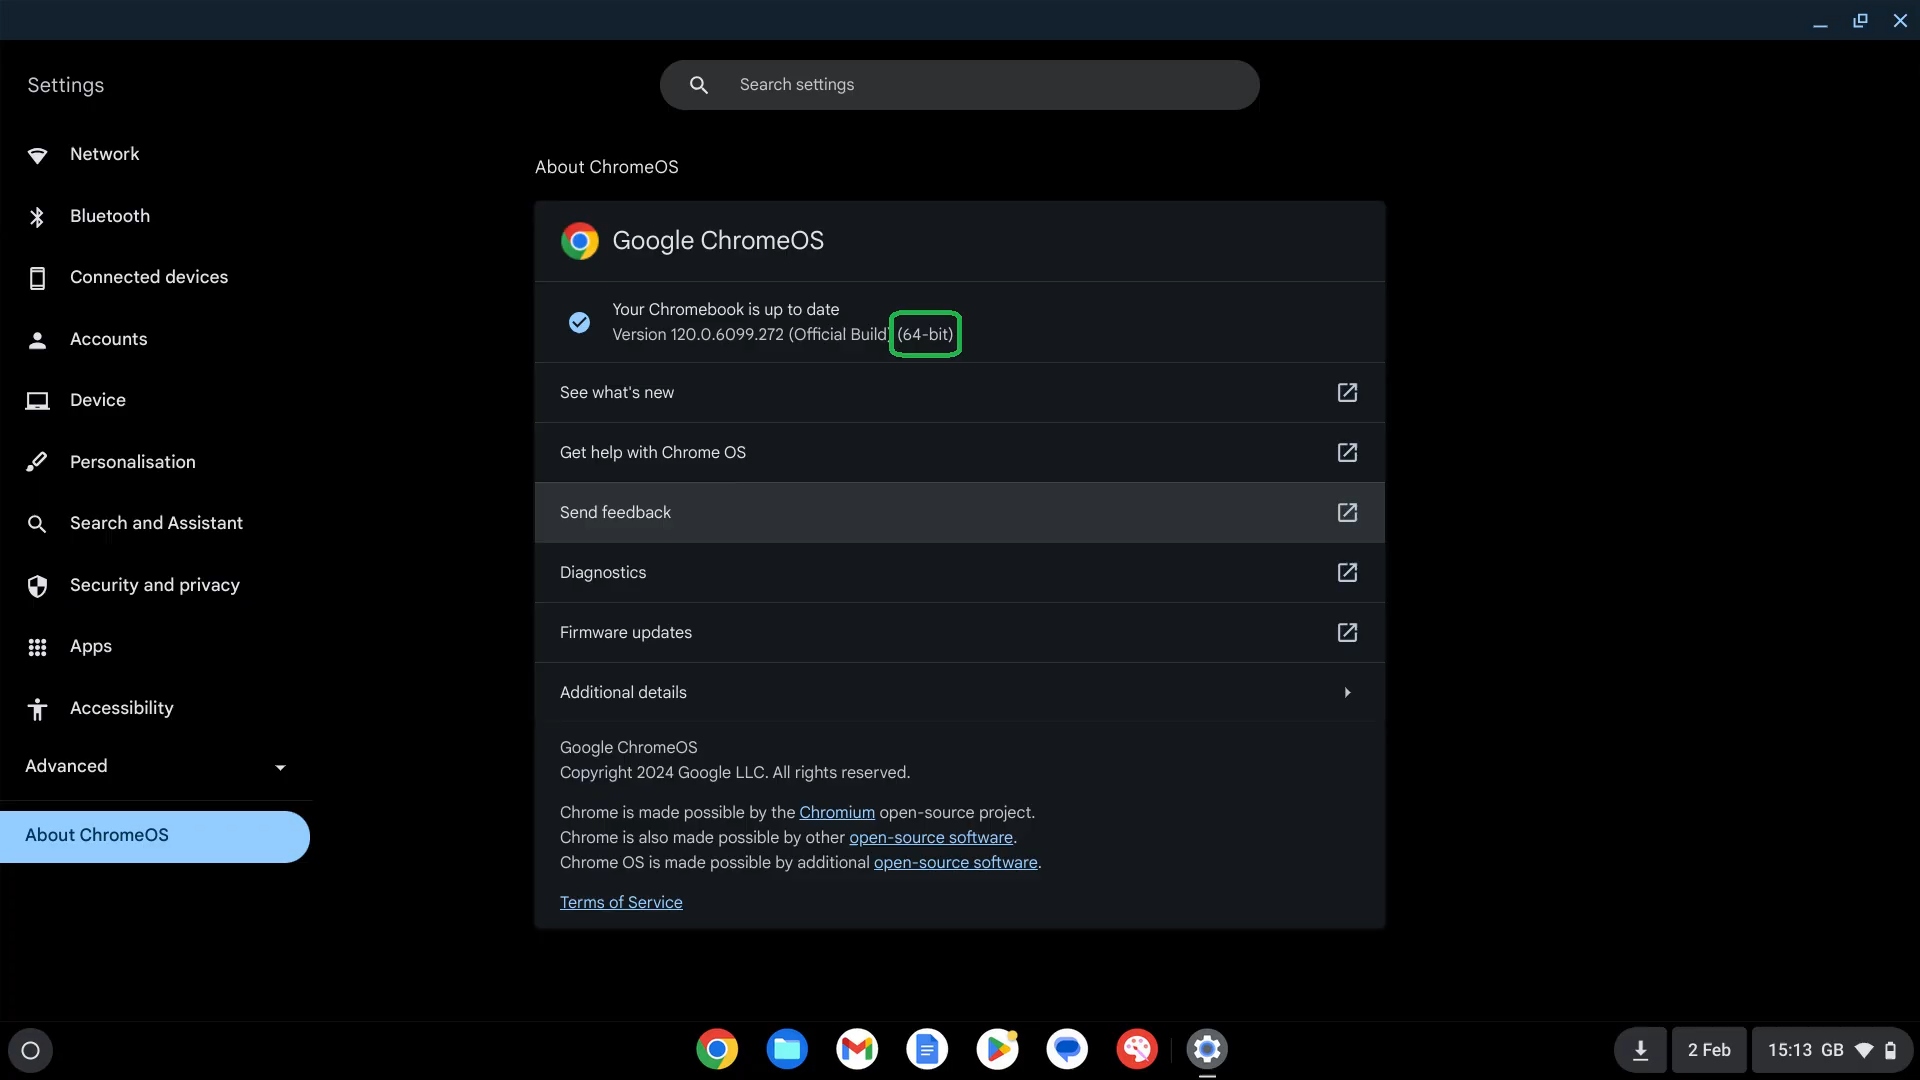 Settings
Search settings
Network
Bluetooth
Connected devices
Accounts
Device
Personalisation
Search and Assistant
Security and privacy
Apps
Accessibility
Advanced
About ChromeOS
About ChromeOS
Google ChromeOS
Your Chromebook is up to date
Version 120.0.6099.272 (Official Build) (64-bit)
See what's new
Get help with Chrome OS
Send feedback
Diagnostics
Firmware updates
Additional details
Google ChromeOS
Copyright 2024 Google LLC. All rights reserved.
Chrome is made possible by the Chromium open-source project.
Chrome is also made possible by other open-source software.
Chrome OS is made possible by additional open-source software.
Terms of Service
2 Feb
15:13 GB